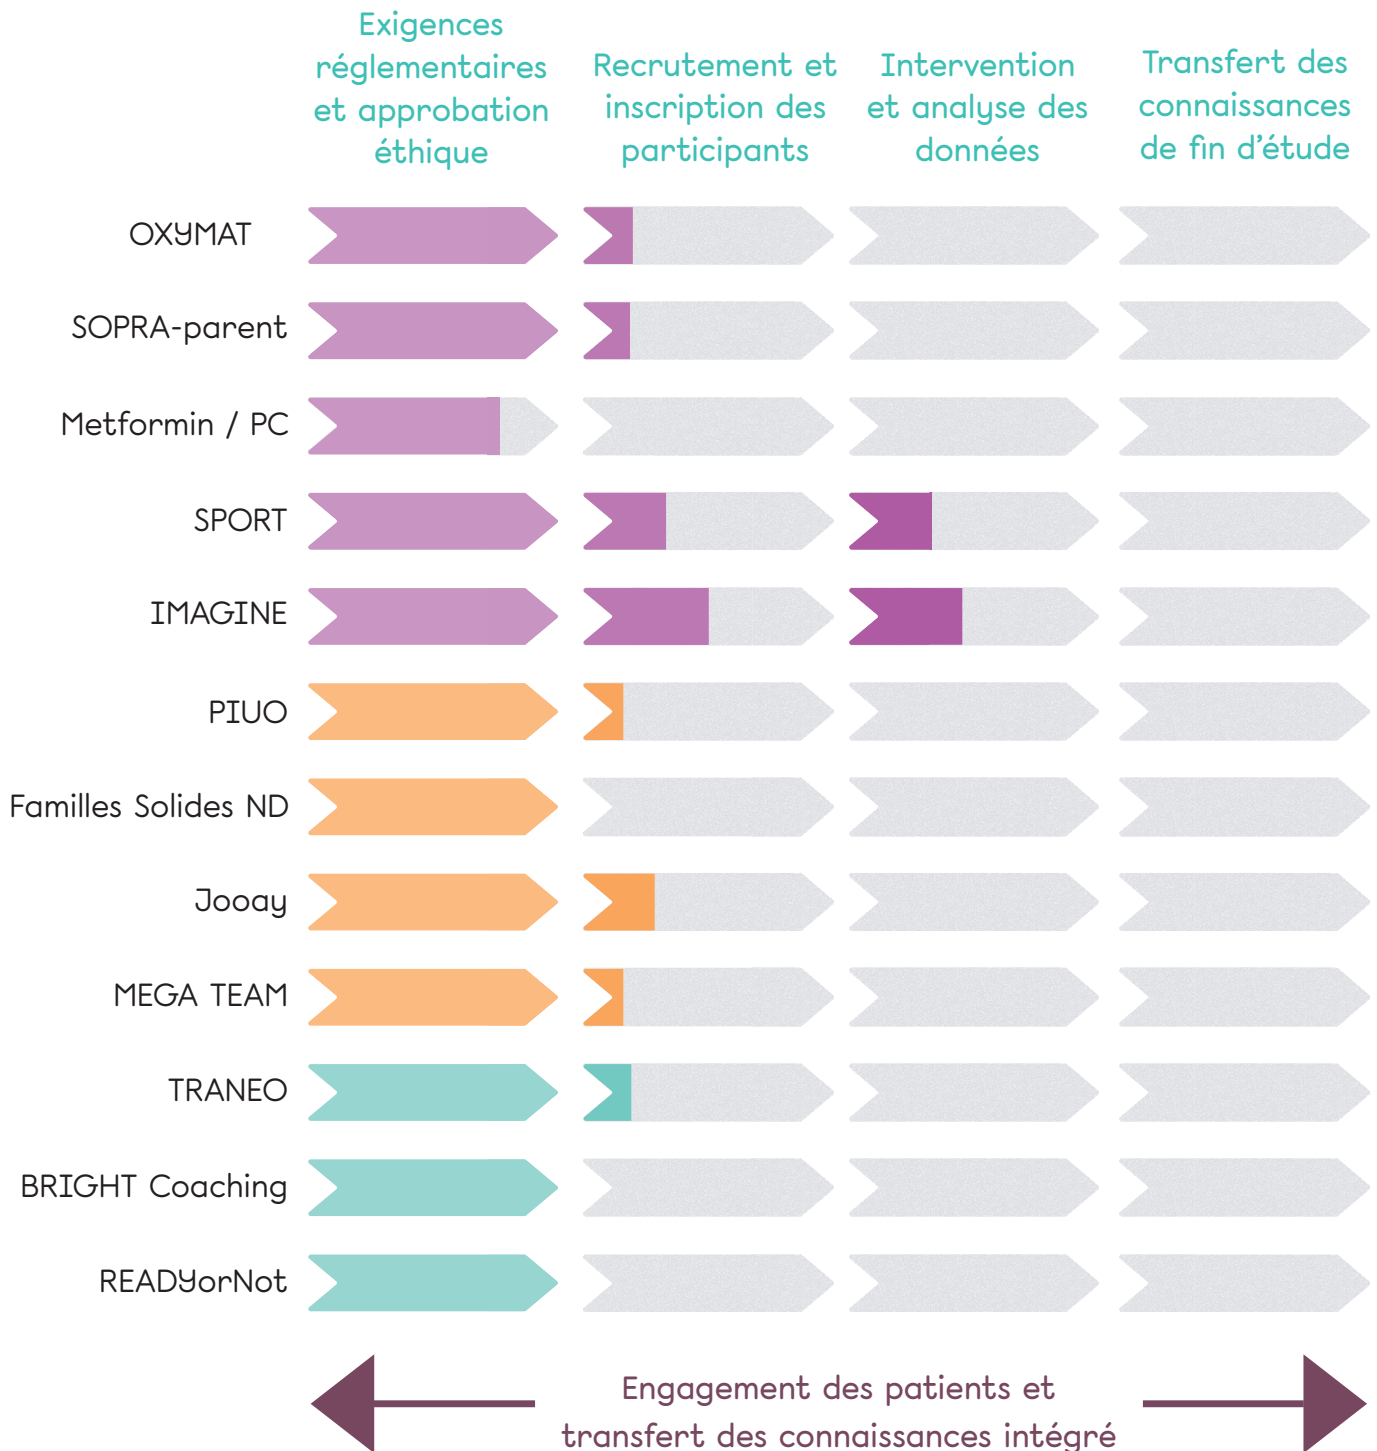 Exigences
réglementaires
et approbation
éthique
Recrutement et
inscription des
participants
Intervention
et analyse des
données
Transfert des
connaissances
de fin d'étude
OXYMAT
SOPRA-parent
Metformin / PC
SPORT
IMAGINE
PIUO
Familles Solides ND
Jooay
MEGA TEAM
TRANEO
BRIGHT Coaching
READYorNot
Engagement des patients et
transfert des connaissances intégré